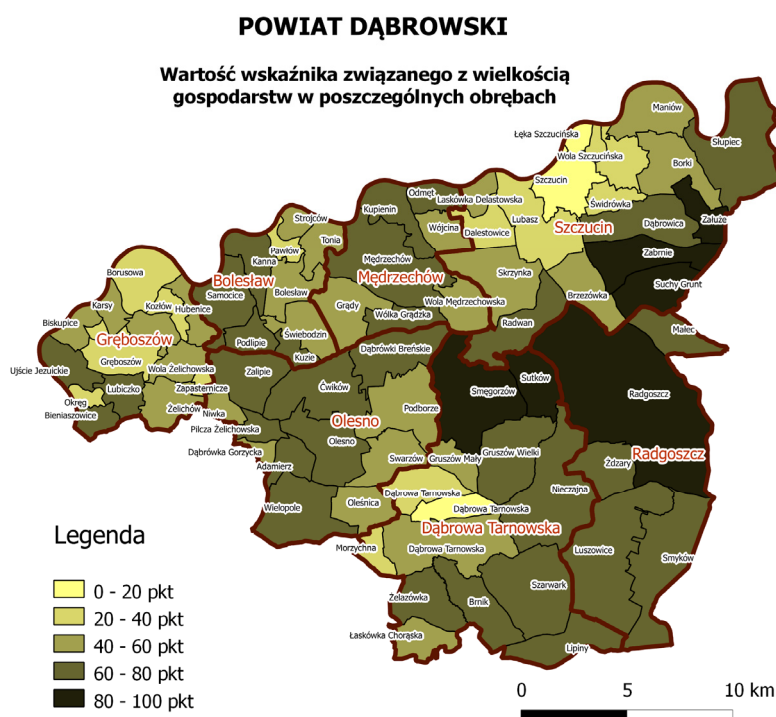 POWIAT DĄBROWSKI
Wartość wskaźnika związanego z wielkością
gospodarstw w poszczególnych obrębach
Maniów
Łęka Szczucińska
Słupiec
Wola Szczucińska
Borki
Szczucin
Odmęt
Laskówka Delastowska
Świdrówka
Kupienin
Strojców
Lubasz
Załuże
Dąbrowica
Wójcina
Dalestowice
Szczucin
Tonia
Pawłów
Zabrnie
Kanna
Mędrzechów
Borusowa
Bolesław
Mędrzechów
Skrzynka
Suchy Grunt
Samocice
Bolesław
Brzezówka
Karsy
Kozłów
Hubenice
Grądy
Wola Mędrzechowska
Gręboszów
Wólka Grądzka
Biskupice
Radwan
Malec
Świebodzin
Podlipie
Dąbrówki Breńskie
Kuzie
Gręboszów
Ujście Jezuickie
Wola Żelichowska
Zalipie
Sutków
Lubiczko
Zapasternice
Ćwików
Smęgorzów
Radgoszcz
Okręg
Żelichów
Niwka
Podborze
Bieniaszowice
Olesno
Pilcza Żelichowska
Olesno
Dąbrówka Gorzycka
Swarzów
Gruszów Mały
Gruszów Wielki
Radgoszcz
Adamierz
Żdzary
Dąbrowa Tarnowska
Nieczajna
Oleśnica
Wielopole
Dąbrowa Tarnowska
Dąbrowa Tarnowska
Morzychna
Dąbrowa Tarnowska
Luszowice
Smyków
Szarwark
Żelazówka
Brnik
Łaskówka Chorąska
Lipiny
Legenda
0 - 20 pkt
20 - 40 pkt
40 - 60 pkt
60 - 80 pkt
80 - 100 pkt
0 5 10 km